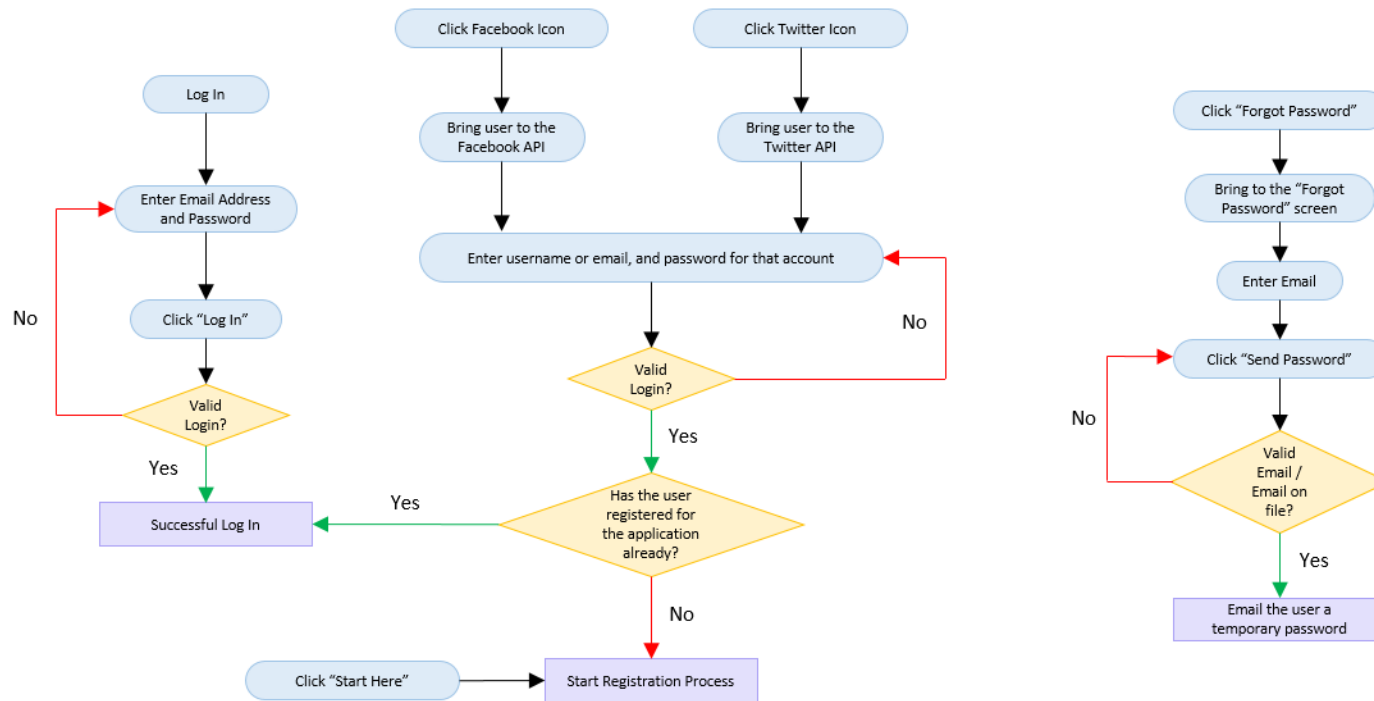 Click Facebook Icon
Click Twitter Icon
Log In
Click “Forgot Password”
Bring user to the
Facebook API
Bring user to the
Twitter API
Enter Email Address
and Password
Bring to the “Forgot
Password” screen
Enter username or email, and password for that account
Enter Email
No
Click “Log In”
No
Click “Send Password”
Valid
Login?
Valid
Login?
No
Yes
Yes
Valid
Email /
Email on
file?
Successful Log In
Yes
Has the user
registered for
the application
already?
Yes
No
Email the user a
temporary password
Click “Start Here”
Start Registration Process